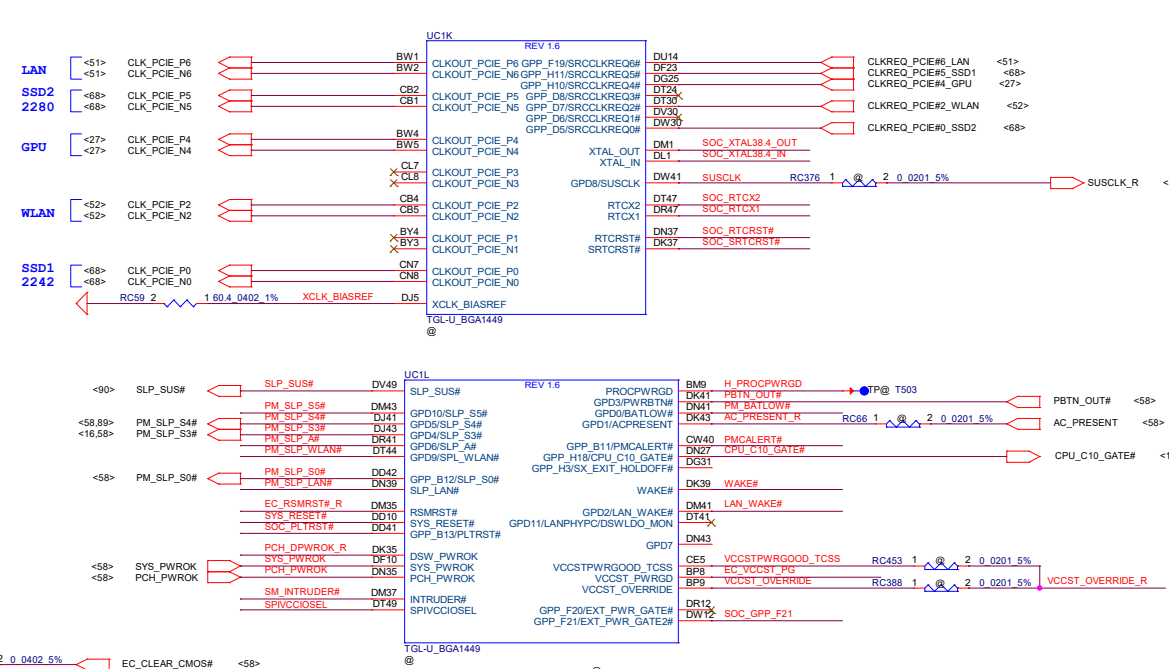 UC1K
REV 1.6
LAN <51> CLK_PCIE_P6 BW1 CLKOUT_PCIE_P6 GPP_F19/SRCCLKREQ6# DU14 CLKREQ_PCIE#6_LAN <51>
<51> CLK_PCIE_N6 BW2 CLKOUT_PCIE_N6 GPP_H11/SRCCLKREQ5# DF23 CLKREQ_PCIE#5_SSD1 <68>
GPP_H10/SRCCLKREQ4# DG25 CLKREQ_PCIE#4_GPU <27>
SSD2 <68> CLK_PCIE_P5 CB2 CLKOUT_PCIE_P5 GPP_D8/SRCCLKREQ3# DT24
2280 <68> CLK_PCIE_N5 CB1 CLKOUT_PCIE_N5 GPP_D7/SRCCLKREQ2# DT30 CLKREQ_PCIE#2_WLAN <52>
GPP_D6/SRCCLKREQ1# DV30
GPP_D5/SRCCLKREQ0# DW30 CLKREQ_PCIE#0_SSD2 <68>
GPU <27> CLK_PCIE_P4 BW4 CLKOUT_PCIE_P4
<27> CLK_PCIE_N4 BW5 CLKOUT_PCIE_N4 XTAL_OUT DM1 SOC_XTAL38.4_OUT
XTAL_IN DL1 SOC_XTAL38.4_IN
CL7 CLKOUT_PCIE_P3
CL8 CLKOUT_PCIE_N3 GPD8/SUSCLK DW41 SUSCLK RC376 1 @ 2 0_0201_5% SUSCLK_R <
WLAN <52> CLK_PCIE_P2 CB4 CLKOUT_PCIE_P2 RTCX2 DT47 SOC_RTCX2
<52> CLK_PCIE_N2 CB5 CLKOUT_PCIE_N2 RTCX1 DR47 SOC_RTCX1
BY4 CLKOUT_PCIE_P1 RTCRST# DN37 SOC_RTCRST#
BY3 CLKOUT_PCIE_N1 SRTCRST# DK37 SOC_SRTCRST#
SSD1 <68> CLK_PCIE_P0 CN7 CLKOUT_PCIE_P0
2242 <68> CLK_PCIE_N0 CN8 CLKOUT_PCIE_N0
RC59 2 1 60.4_0402_1% XCLK_BIASREF DJ5 XCLK_BIASREF
TGL-U_BGA1449
@
UC1L
REV 1.6
<90> SLP_SUS# SLP_SUS# DV49 SLP_SUS# PROCPWRGD BM9 H_PROCPWRGD TP@ T503
GPD3/PWRBTN# DK41 PBTN_OUT# PBTN_OUT# <58>
PM_SLP_S5# DM43 GPD10/SLP_S5# GPD0/BATLOW# DN41 PM_BATLOW#
<58,89> PM_SLP_S4# PM_SLP_S4# DJ41 GPD5/SLP_S4# GPD1/ACPRESENT DK43 AC_PRESENT_R RC66 1 @ 2 0_0201_5% AC_PRESENT <58>
<16,58> PM_SLP_S3# PM_SLP_S3# DJ43 GPD4/SLP_S3#
PM_SLP_A# DR41 GPD6/SLP_A# GPP_B11/PMCALERT# CW40 PMCALERT#
PM_SLP_WLAN# DT44 GPD9/SPL_WLAN# GPP_H18/CPU_C10_GATE# DN27 CPU_C10_GATE# CPU_C10_GATE# <1
GPP_H3/SX_EXIT_HOLDOFF# DG31
<58> PM_SLP_S0# PM_SLP_S0# DD42 GPP_B12/SLP_S0#
PM_SLP_LAN# DN39 SLP_LAN# WAKE# DK39 WAKE#
EC_RSMRST#_R DM35 RSMRST# GPD2/LAN_WAKE# DM41 LAN_WAKE#
SYS_RESET# DD10 SYS_RESET# GPD11/LANPHYPC/DSWLDO_MON DT41
SOC_PLTRST# DD41 GPP_B13/PLTRST#
GPD7 DN43
PCH_DPWROK_R DK35 DSW_PWROK
<58> SYS_PWROK SYS_PWROK DF10 SYS_PWROK VCCSTPWRGOOD_TCSS CE5 VCCSTPWRGOOD_TCSS RC453 1 @ 2 0_0201_5%
<58> PCH_PWROK PCH_PWROK DN35 PCH_PWROK VCCST_PWRGD BP8 EC_VCCST_PG
VCCST_OVERRIDE BP9 VCCST_OVERRIDE RC388 1 @ 2 0_0201_5% VCCST_OVERRIDE_R
SM_INTRUDER# DM37 INTRUDER#
SPIVCCIOSEL DT49 SPIVCCIOSEL GPP_F20/EXT_PWR_GATE# DR12
GPP_F21/EXT_PWR_GATE2# DW12 SOC_GPP_F21
TGL-U_BGA1449
@
2 0_0402_5% EC_CLEAR_CMOS# <58>